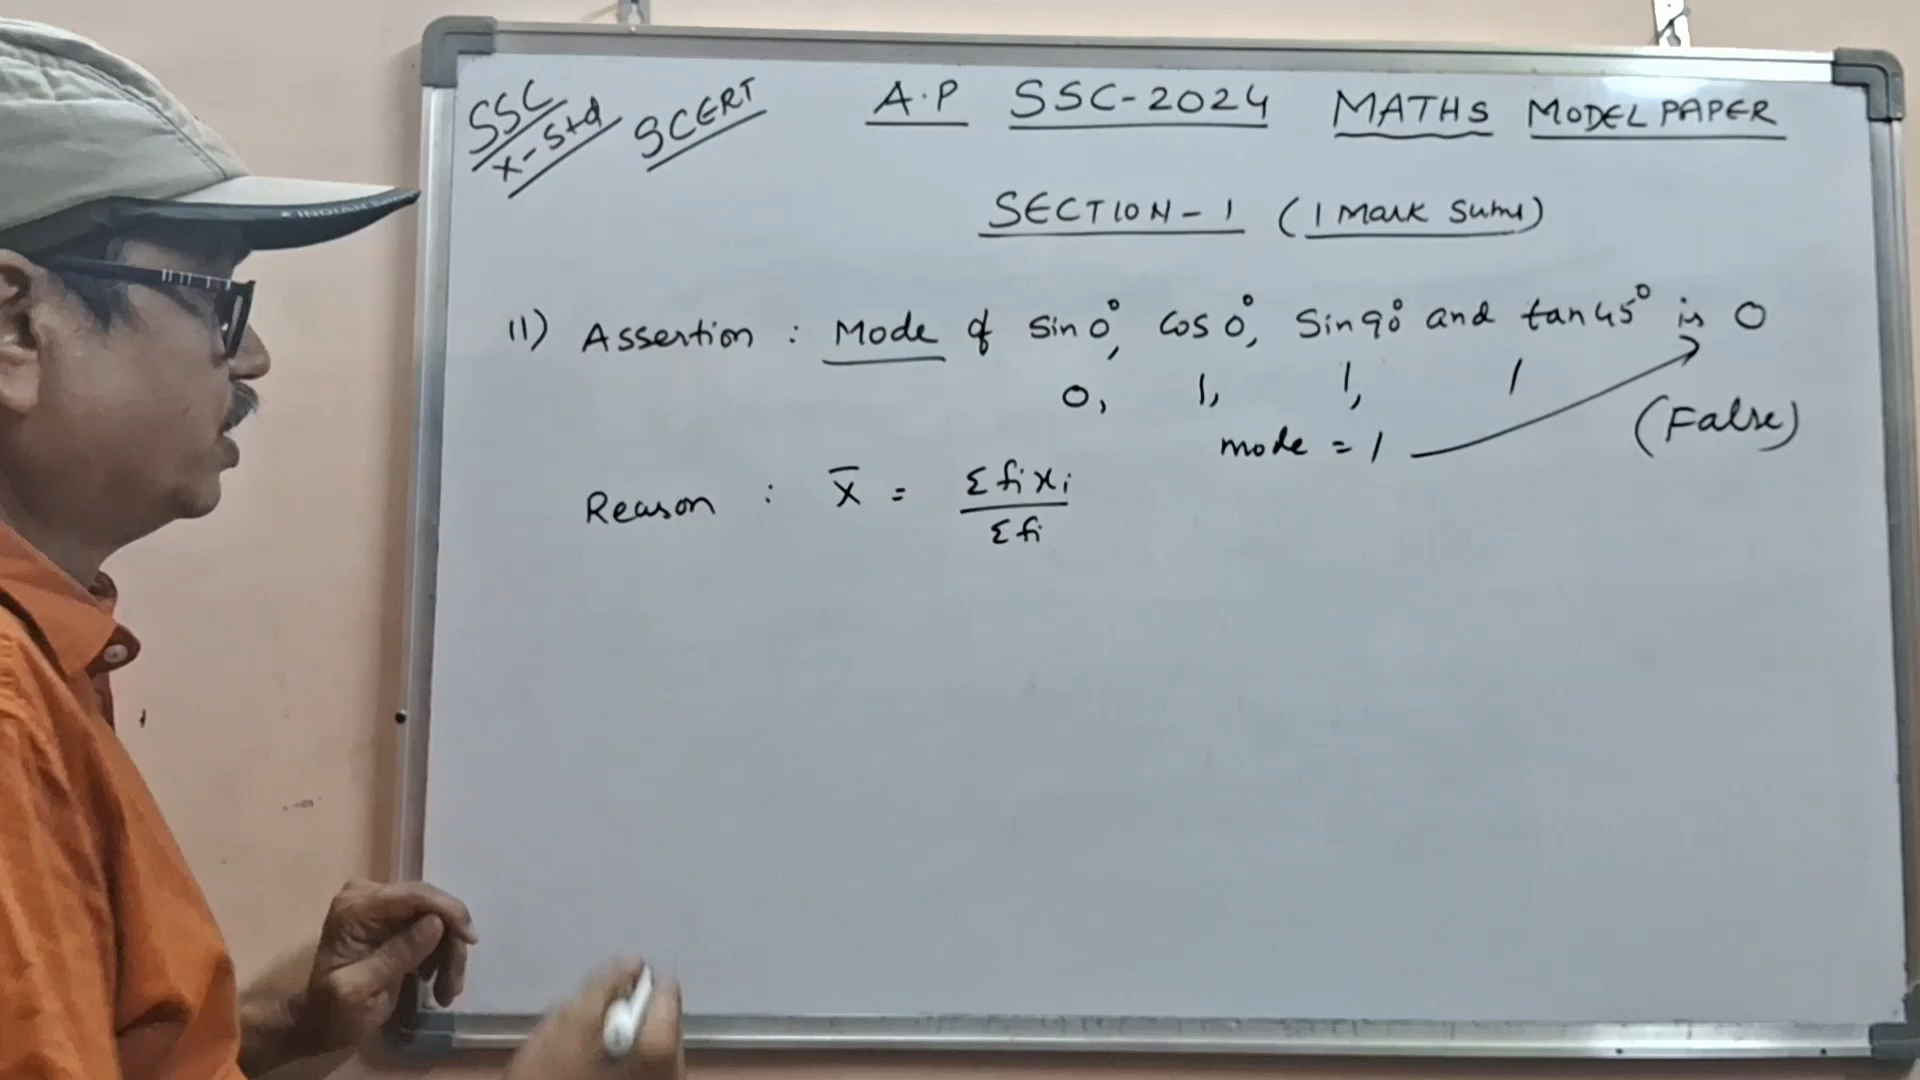 SSC
X-Std
SCERT
A.P SSC-2024 MATHS MODEL PAPER
SECTION-1 (1 Mark Sums)
11) Assertion : Mode of Sin 0°, Cos 0°, Sin 90° and tan 45° is 0
0, 1, 1, 1
mode = 1
(False)
Reason : x̄ = Σfixi / Σfi
INDIAN